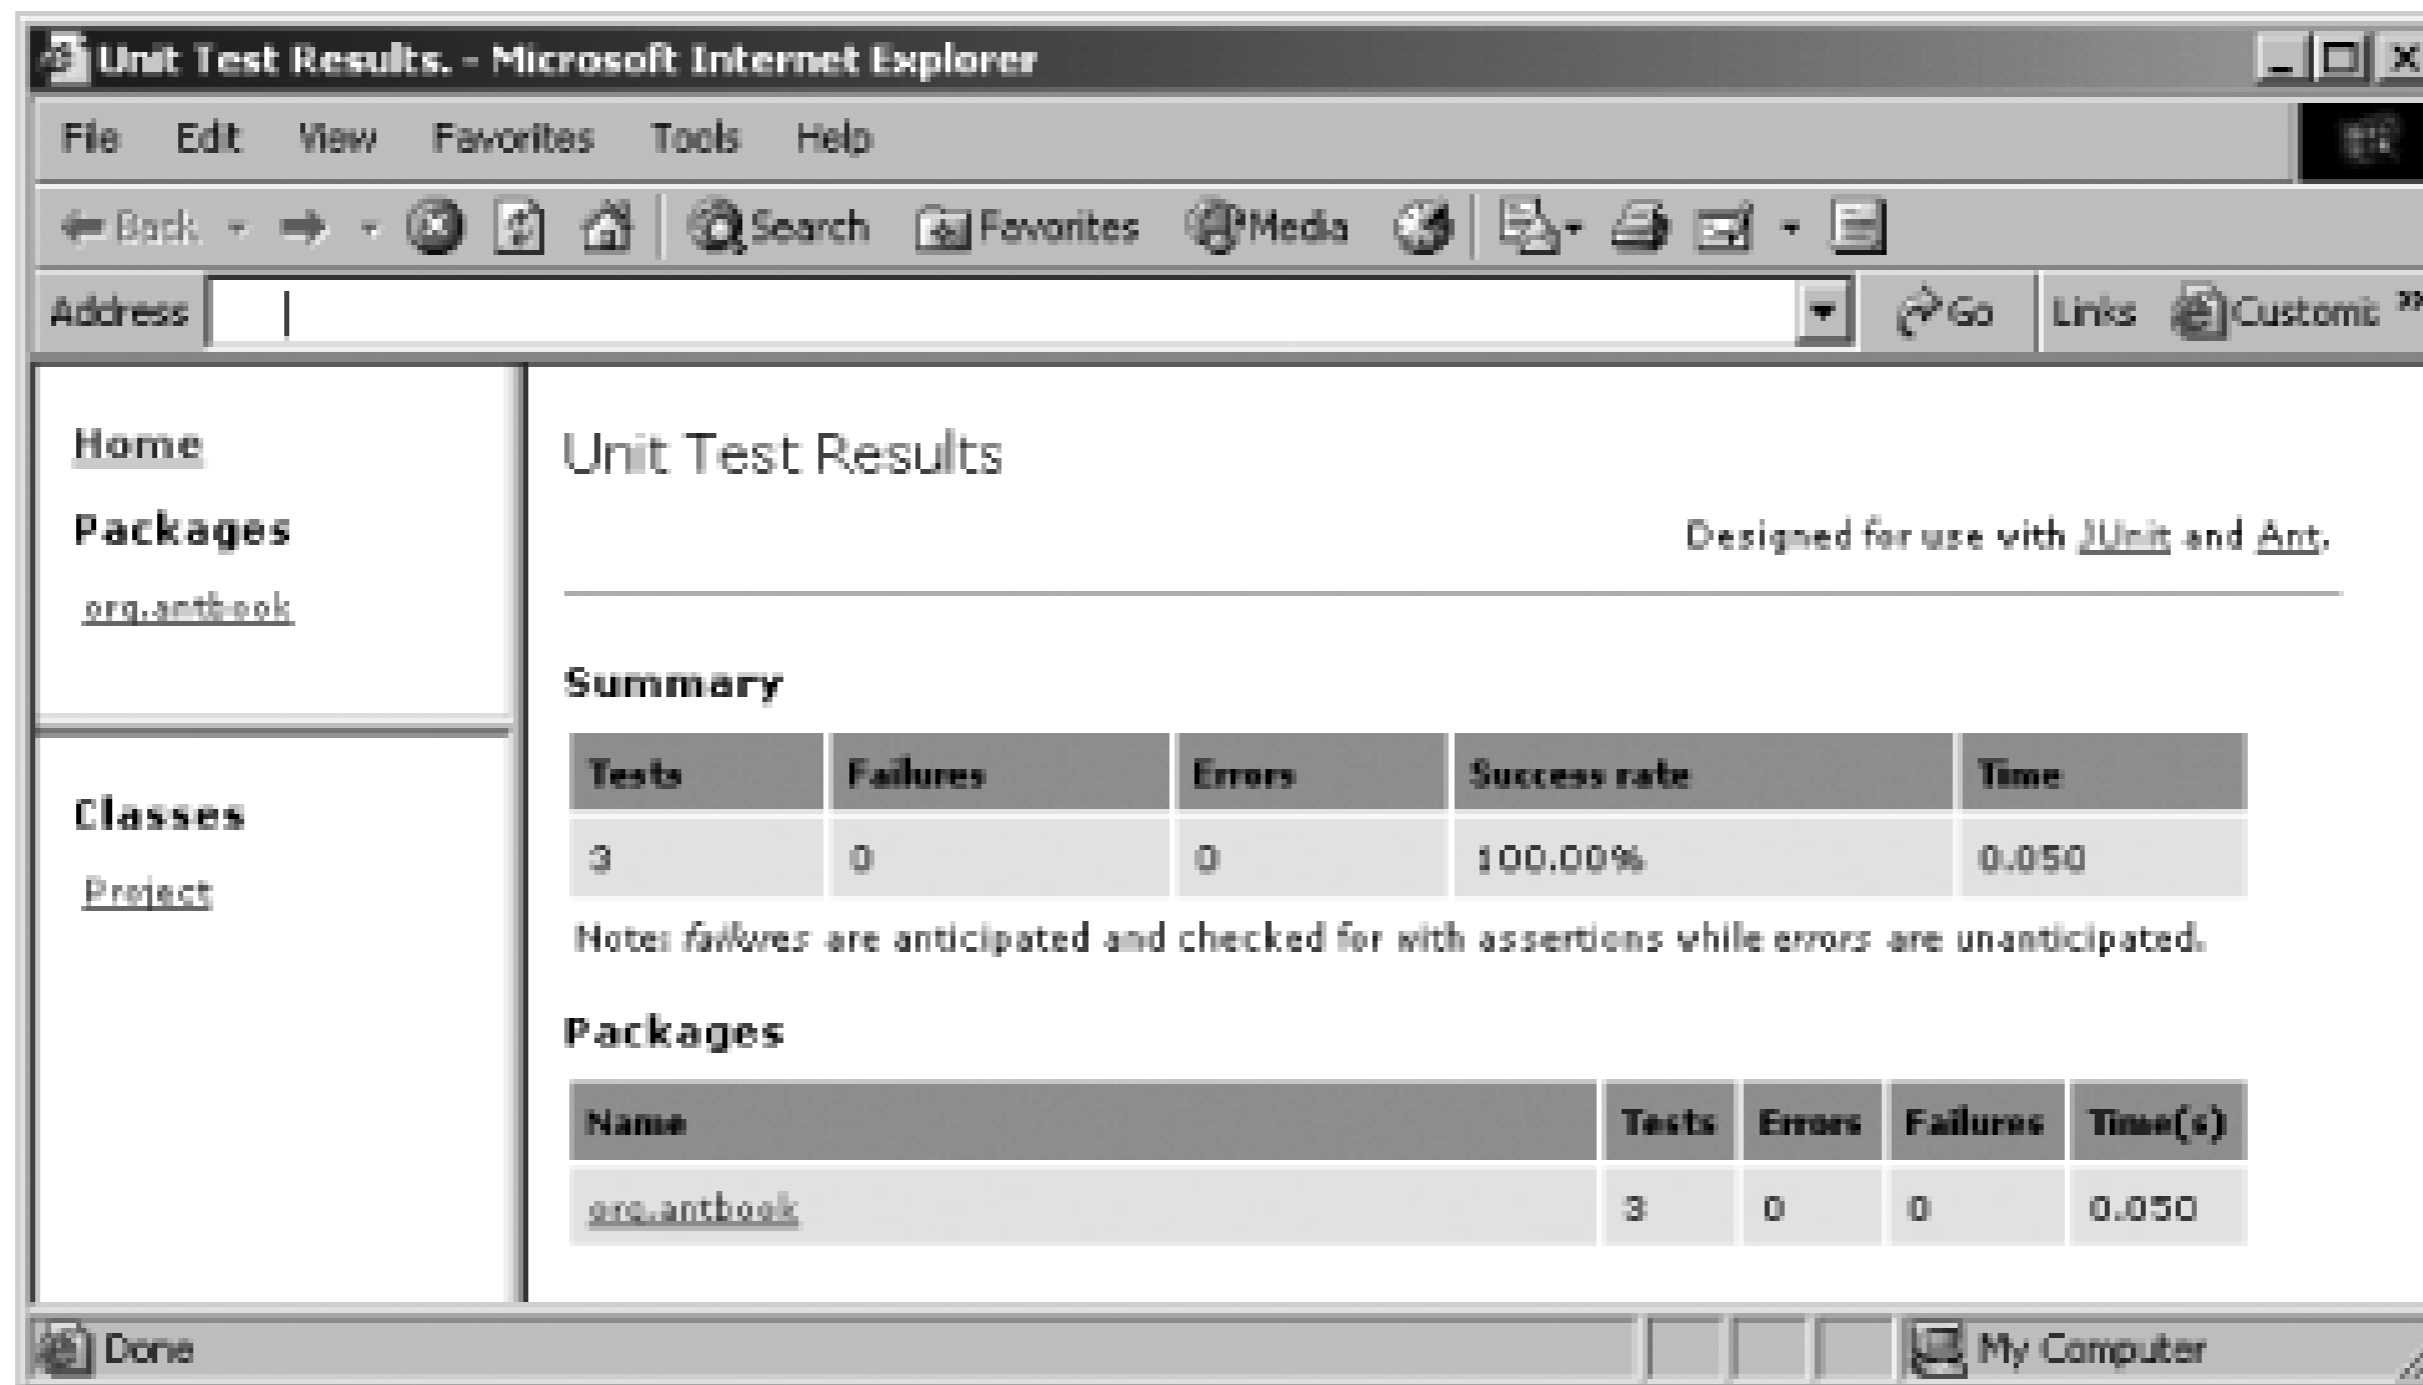 Unit Test Results. - Microsoft Internet Explorer
File Edit View Favorites Tools Help
Back Search Favorites Media
Address Go Links Customiz »
Home
Packages
org.antbook
Classes
Project
Unit Test Results
Designed for use with JUnit and Ant.
Summary
Tests Failures Errors Success rate Time
3 0 0 100.00% 0.050
Note: failures are anticipated and checked for with assertions while errors are unanticipated.
Packages
Name Tests Errors Failures Time(s)
org.antbook 3 0 0 0.050
Done My Computer